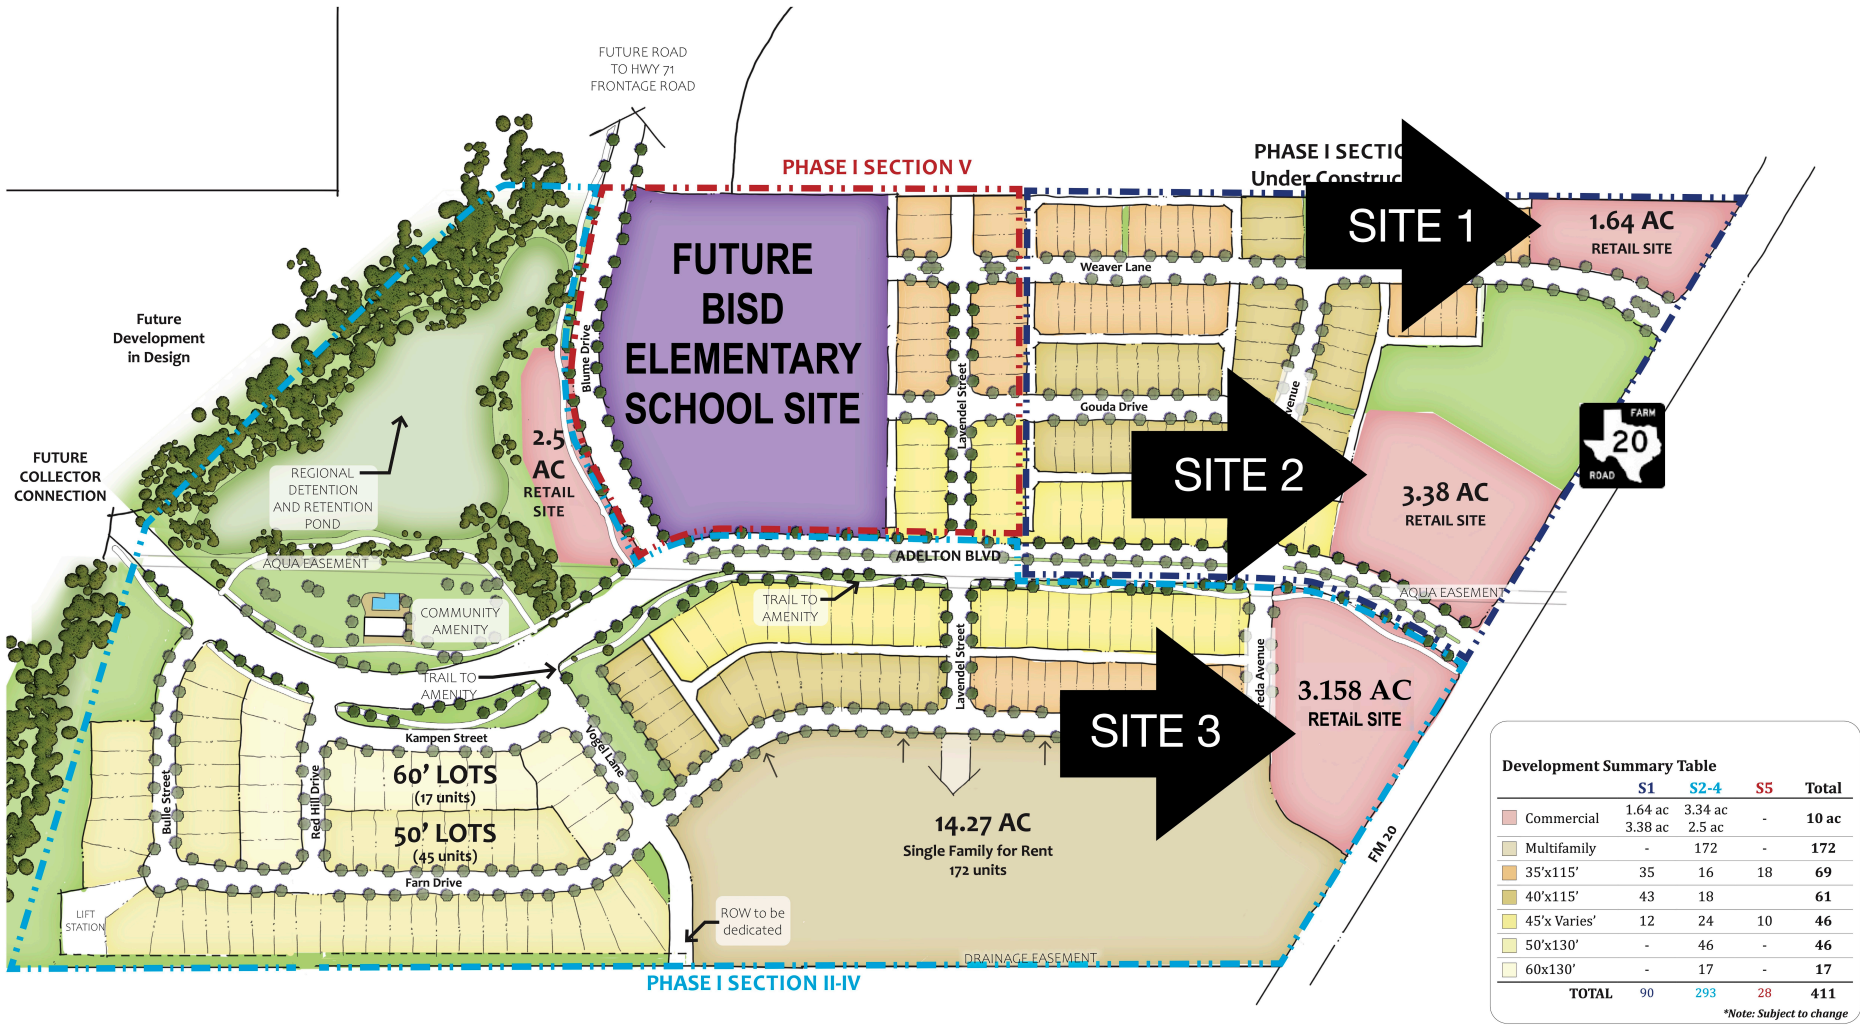 FUTURE ROAD
TO HWY 71
FRONTAGE ROAD
PHASE I SECTION V
PHASE I
Under
SITE 1
1.64 AC
RETAIL SITE
Weaver Lane
FUTURE
BISD
ELEMENTARY
SCHOOL SITE
Future
Development
in Design
Blume Drive
Lavendel Street
Gouda Drive
FARM
20
ROAD
2.5
AC
RETAIL
SITE
FUTURE
COLLECTOR
CONNECTION
REGIONAL
DETENTION
AND RETENTION
POND
SITE 2
3.38 AC
RETAIL SITE
ADELTON BLVD
AQUA EASEMENT
AQUA EASEMENT
COMMUNITY
AMENITY
TRAIL TO
AMENITY
TRAIL TO
AMENITY
Lavendel Street
Avenue
3.158 AC
RETAiL SITE
SITE 3
Kampen Street
Vogel Lane
Bulle Street
Red Hill Drive
60’ LOTS
(17 units)
50’ LOTS
(45 units)
Farn Drive
14.27 AC
Single Family for Rent
172 units
FM 20
LIFT
STATION
ROW to be
dedicated
DRAINAGE EASEMENT
PHASE I SECTION II-IV
Development Summary Table
S1 S2-4 S5 Total
Commercial 1.64 ac 3.38 ac 3.34 ac 2.5 ac - 10 ac
Multifamily - 172 - 172
35'x115' 35 16 18 69
40'x115' 43 18 61
45'x Varies' 12 24 10 46
50'x130' - 46 - 46
60x130' - 17 - 17
TOTAL 90 293 28 411
*Note: Subject to change